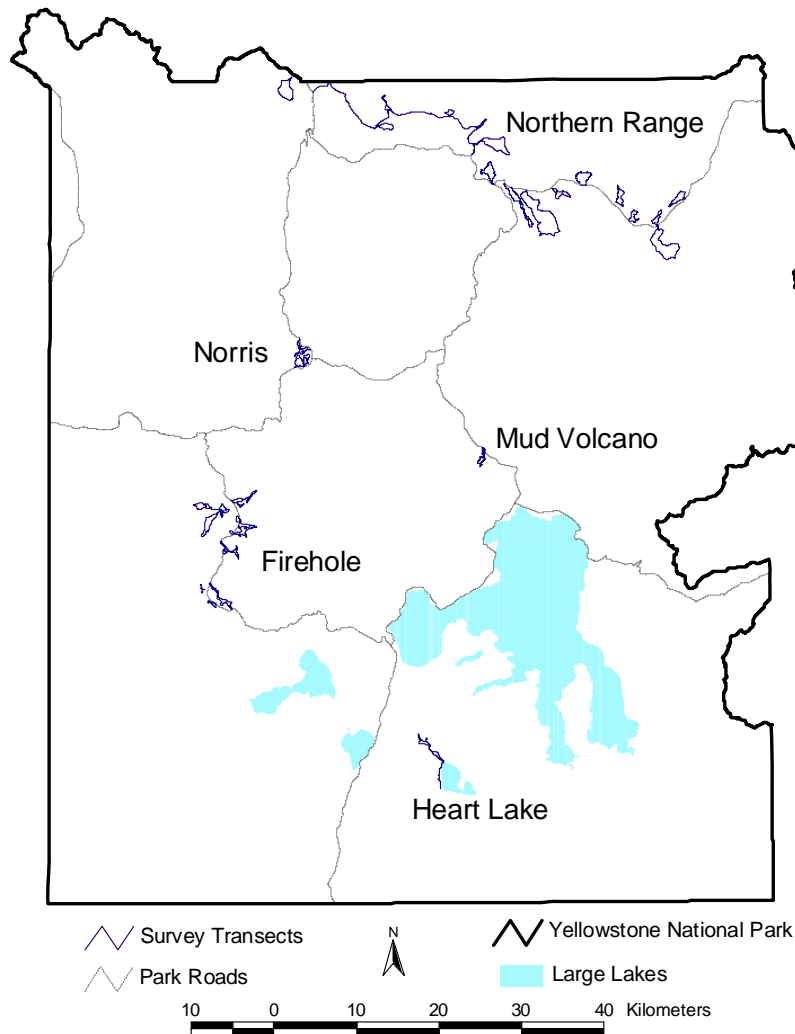 Northern Range
Norris
Mud Volcano
Firehole
Heart Lake
Survey Transects
N
Yellowstone National Park
Park Roads
Large Lakes
10 0 10 20 30 40 Kilometers